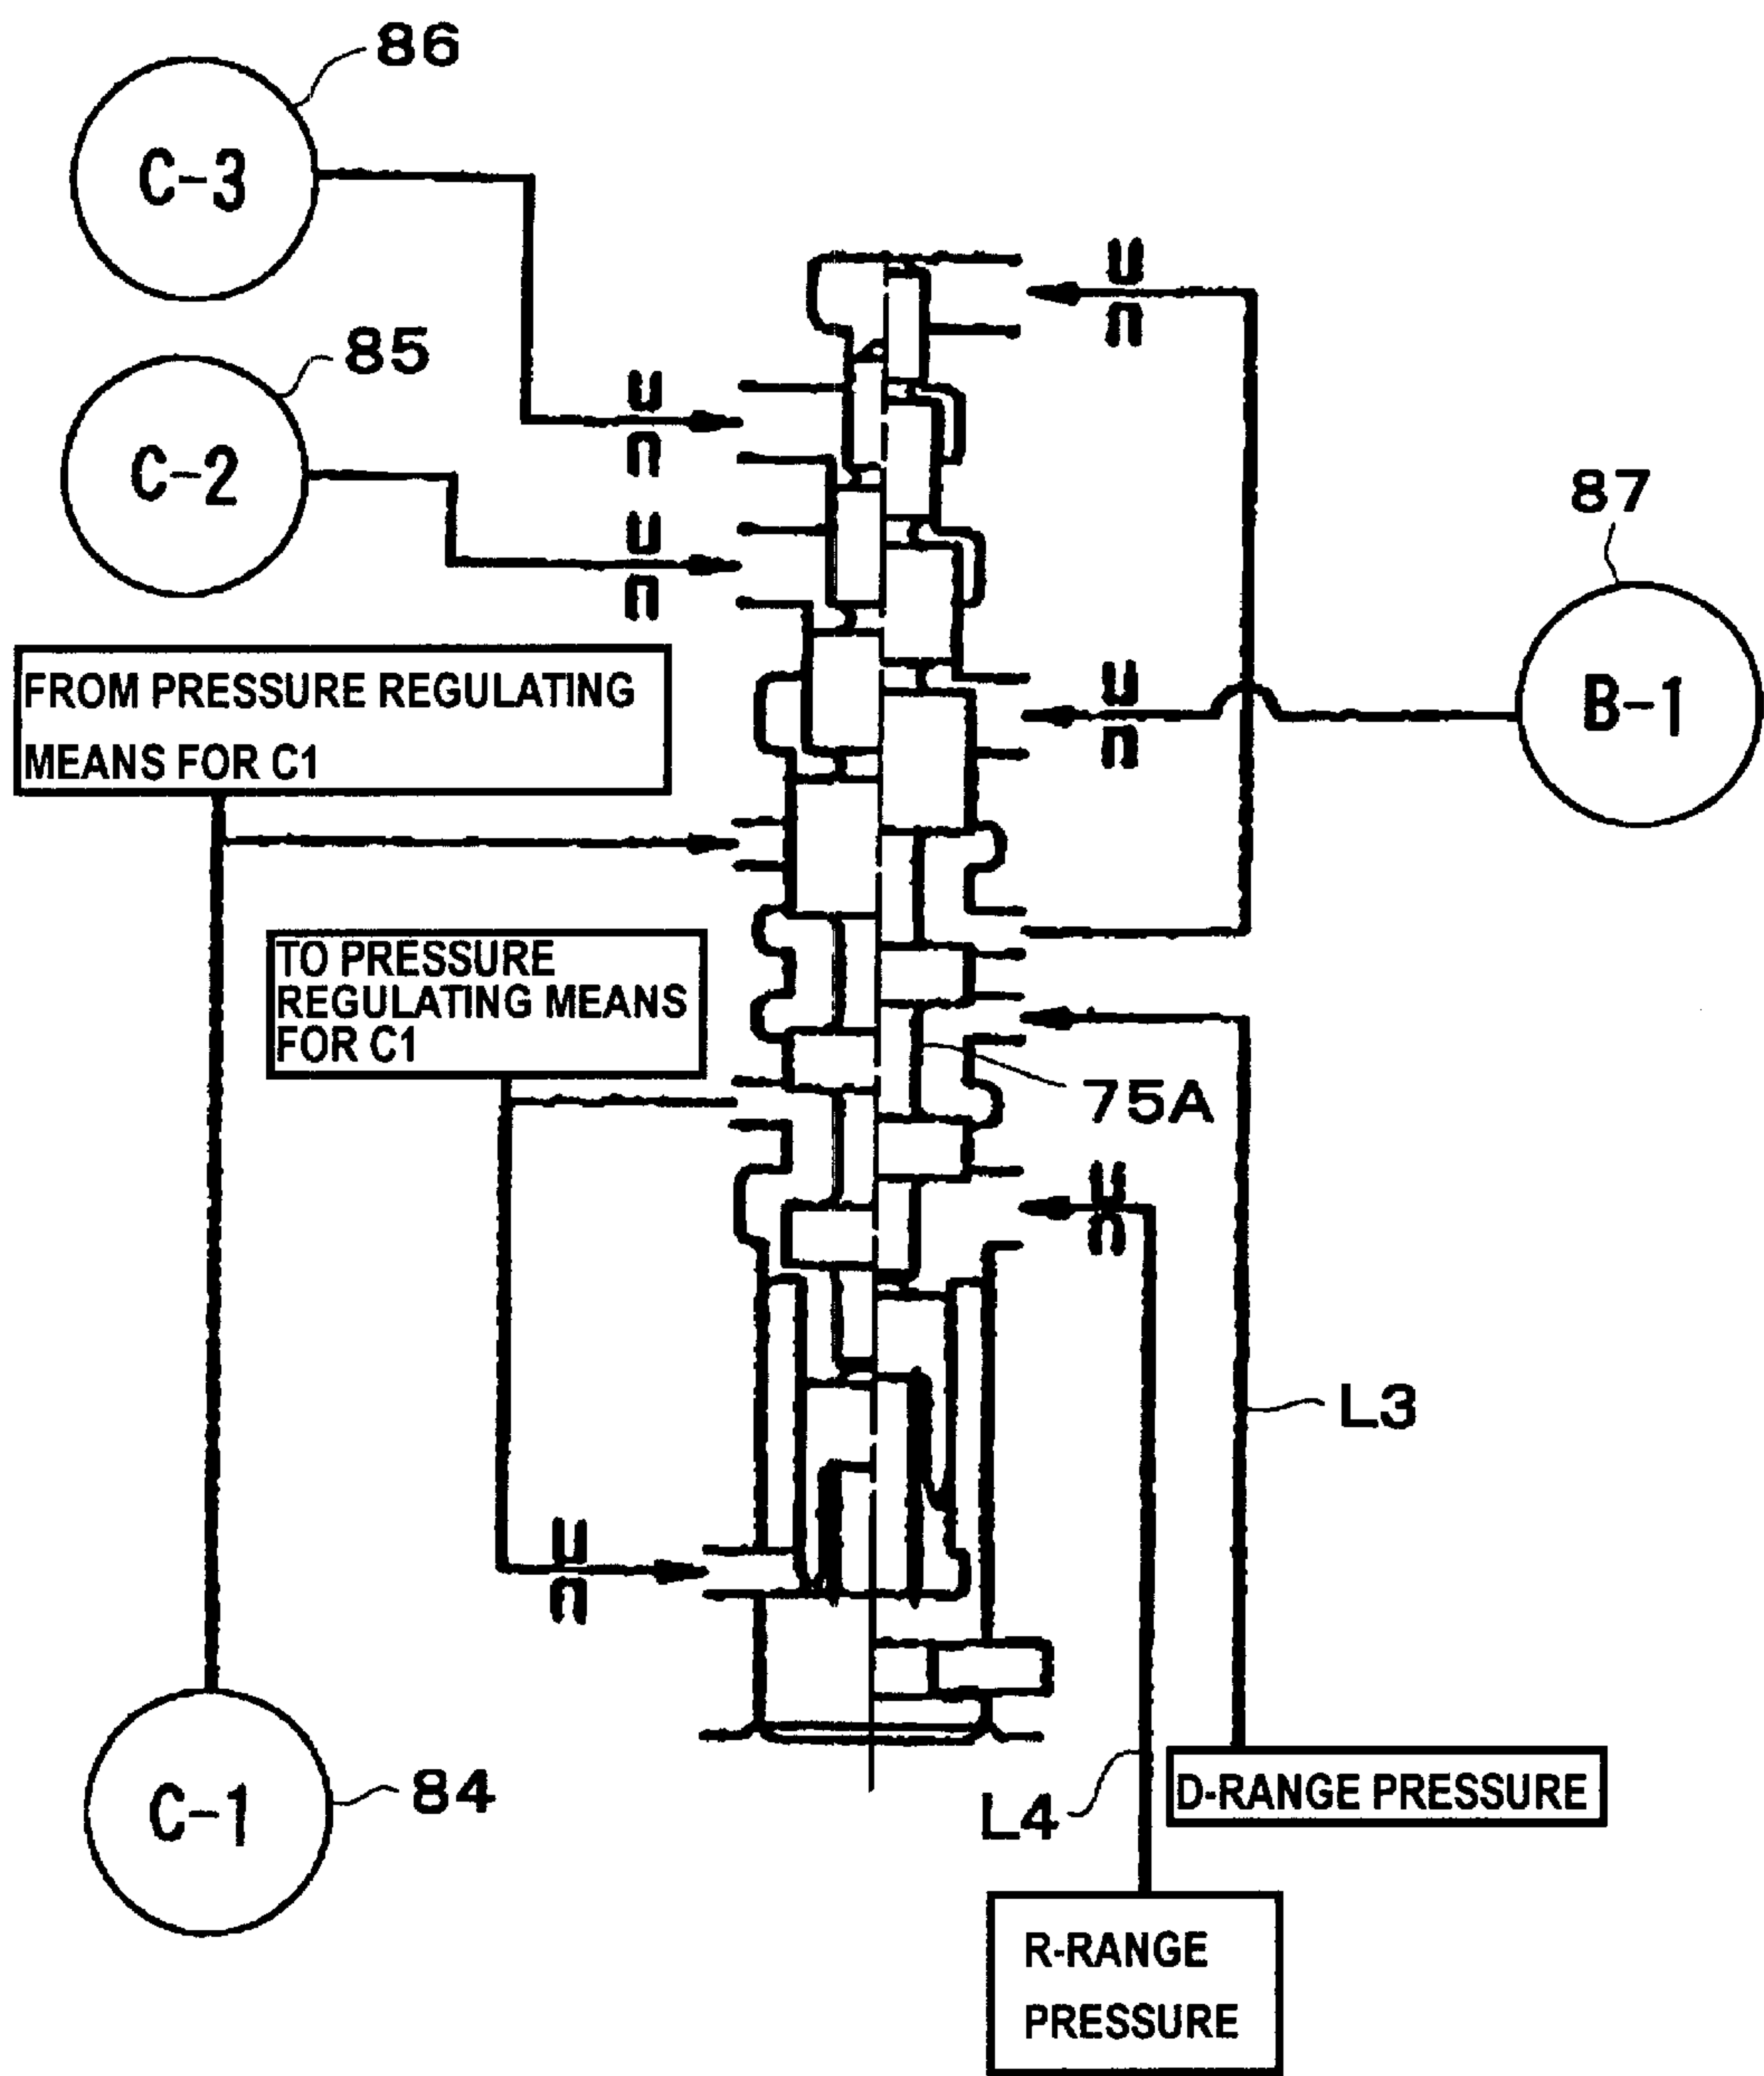 86
C-3
85
C-2
87
B-1
FROM PRESSURE REGULATING
MEANS FOR C1
TO PRESSURE
REGULATING MEANS
FOR C1
75A
L3
84
C-1
L4
D-RANGE PRESSURE
R-RANGE
PRESSURE